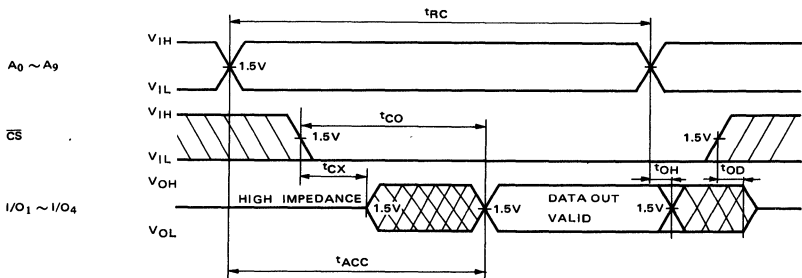 tRC
VIH
A0 ~ A9
1.5V
VIL
VIH
tCO
CS
1.5V
1.5V
tCX
tOH
tOD
VIL
VOH
HIGH IMPEDANCE
DATA OUT
I/O1 ~ I/O4
1.5V
1.5V
VALID
1.5V
VOL
tACC